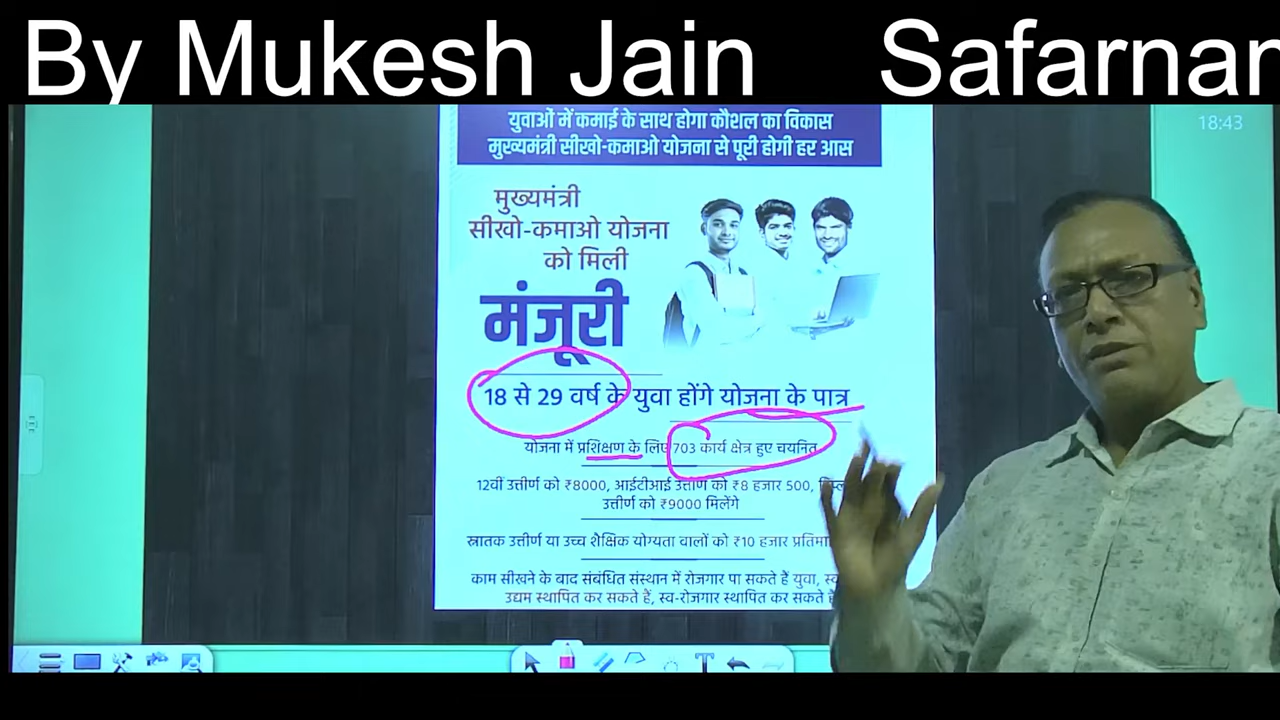 By Mukesh Jain Safarnam
18:43
युवाओं में कमाई के साथ होगा कौशल का विकास
मुख्यमंत्री सीखो-कमाओ योजना से पूरी होगी हर आस
मुख्यमंत्री
सीखो-कमाओ योजना
को मिली
मंजूरी
18 से 29 वर्ष के युवा होंगे योजना के पात्र
योजना में प्रशिक्षण के लिए 703 कार्य क्षेत्र हुए चयनित
12वीं उत्तीर्ण को ₹8000, आईटीआई उत्तीर्ण को ₹8 हजार 500,
उत्तीर्ण को ₹9000 मिलेंगे
स्नातक उत्तीर्ण या उच्च शैक्षिक योग्यता वालों को ₹10 हजार
काम सीखने के बाद संबंधित संस्थान में रोजगार पा सकते हैं युवा,
उद्यम स्थापित कर सकते हैं, स्व-रोजगार स्थापित कर सकते